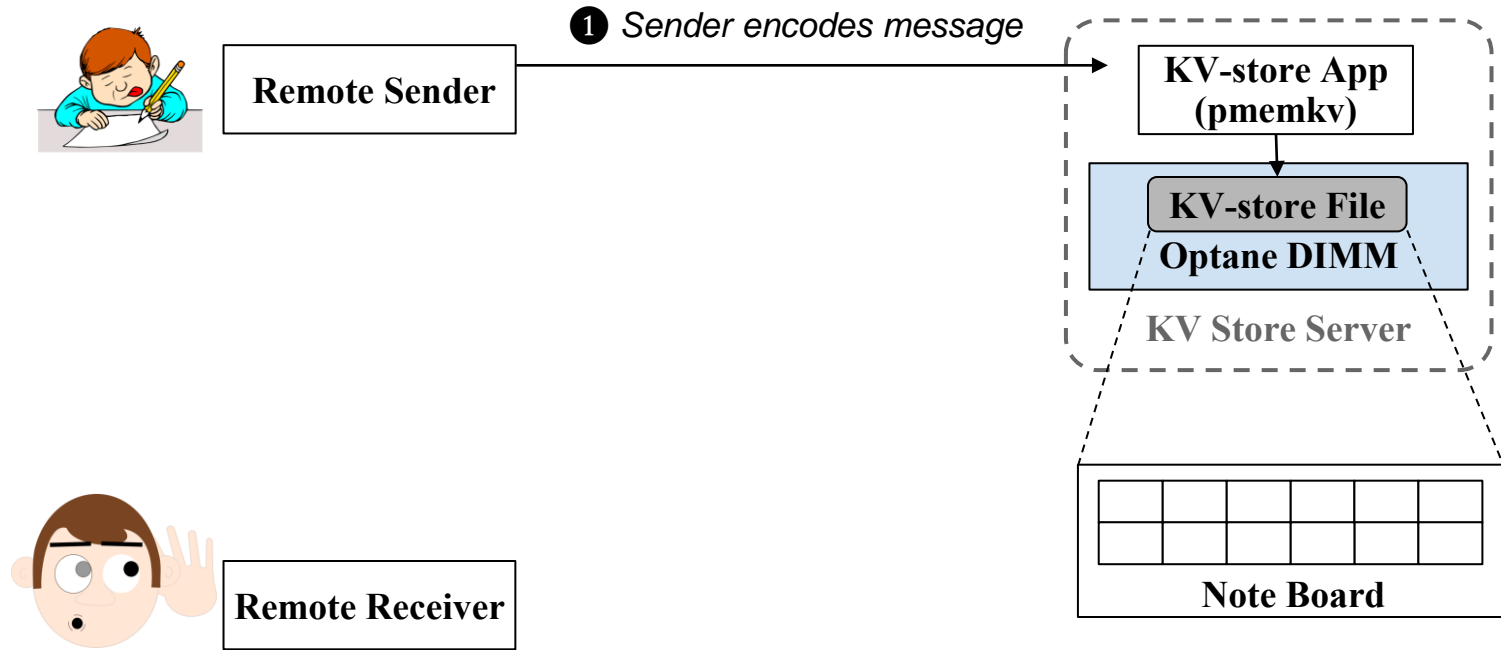 ❶ Sender encodes message
Remote Sender
KV-store App
(pmemkv)
KV-store File
Optane DIMM
KV Store Server
Note Board
Remote Receiver